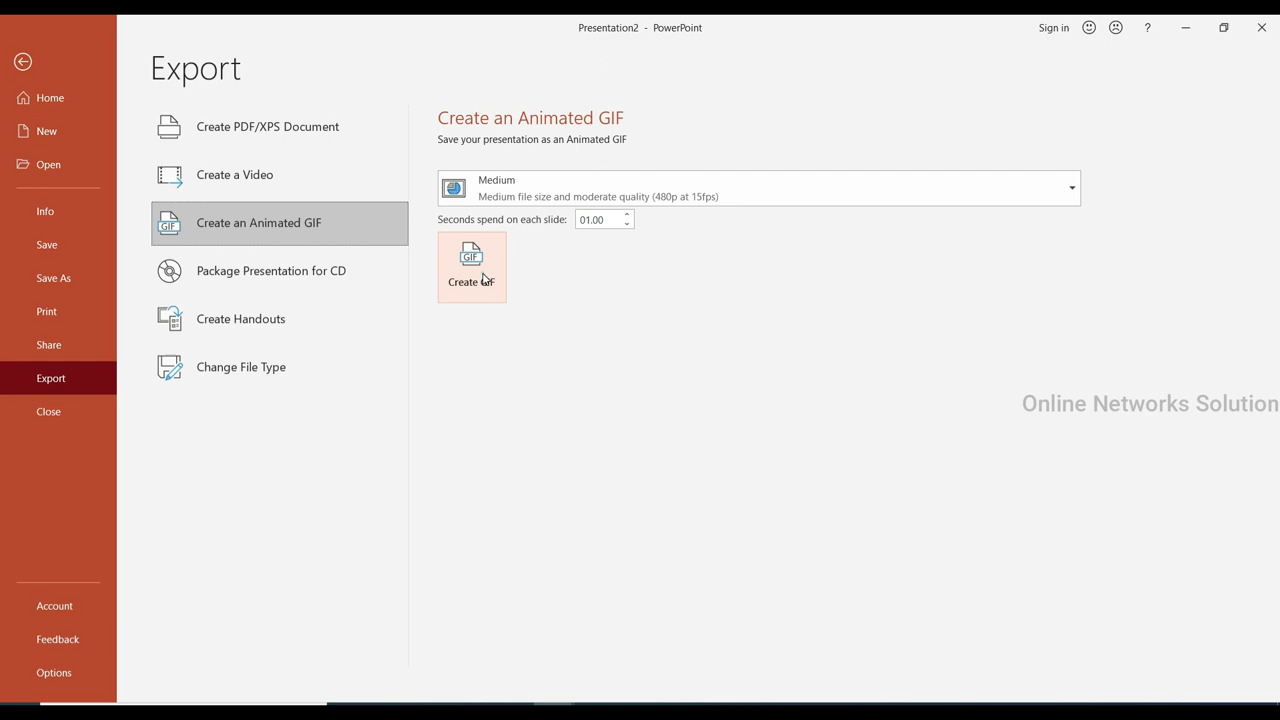 Presentation2 - PowerPoint
Sign in
?
Export
Home
New
Open
Info
Save
Save As
Print
Share
Export
Close
Account
Feedback
Options
Create PDF/XPS Document
Create a Video
GIF
Create an Animated GIF
Package Presentation for CD
Create Handouts
Change File Type
Create an Animated GIF
Save your presentation as an Animated GIF
Medium
Medium file size and moderate quality (480p at 15fps)
Seconds spend on each slide: 01.00
GIF
Create GIF
Online Networks Solution